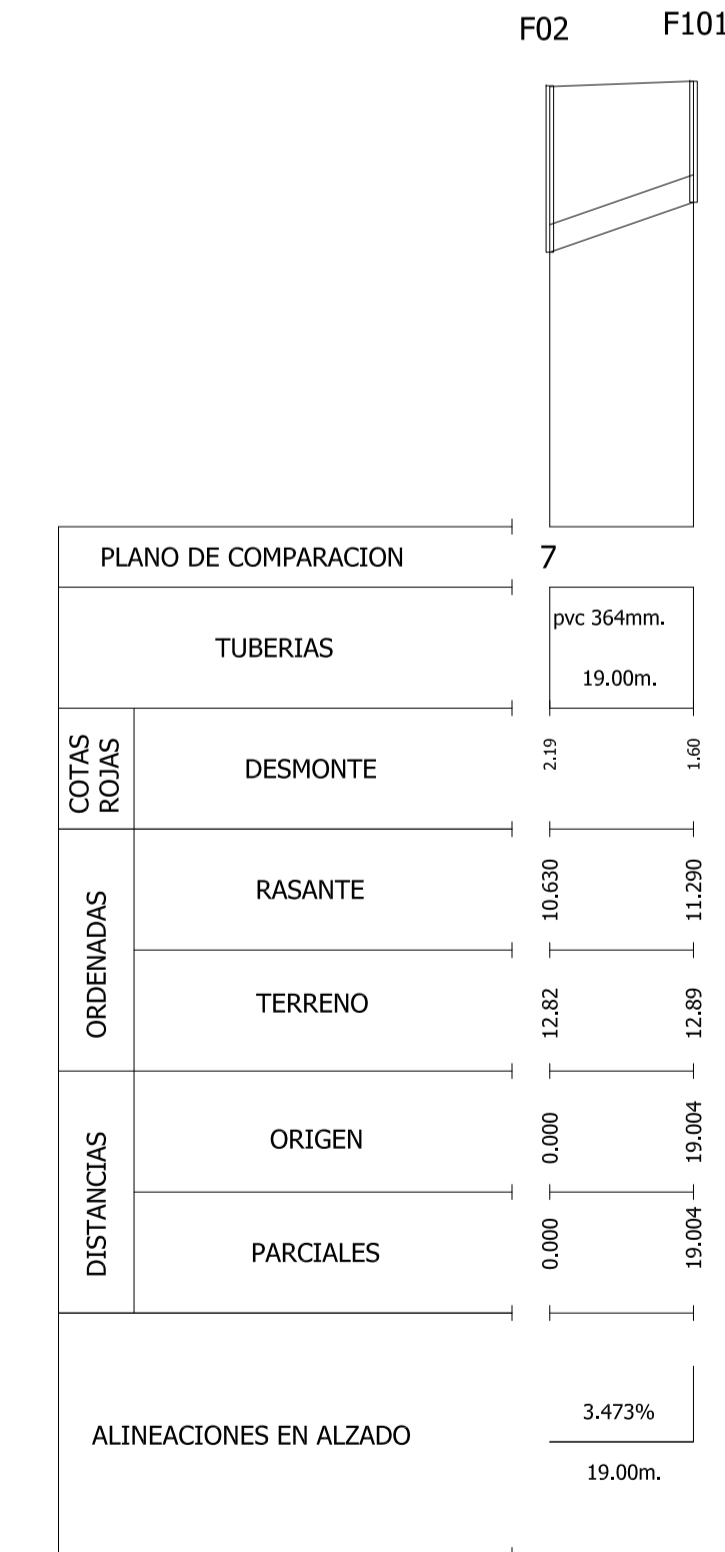 F02 F101
PLANO DE COMPARACION 7
TUBERIAS
pvc 364mm.
19.00m.
COTAS
ROJAS
DESMONTE 2.19 1.60
ORDENADAS
RASANTE 10.630 11.290
TERRENO 12.82 12.89
DISTANCIAS
ORIGEN 0.000 19.004
PARCIALES 0.000 19.004
ALINEACIONES EN ALZADO
3.473%
19.00m.